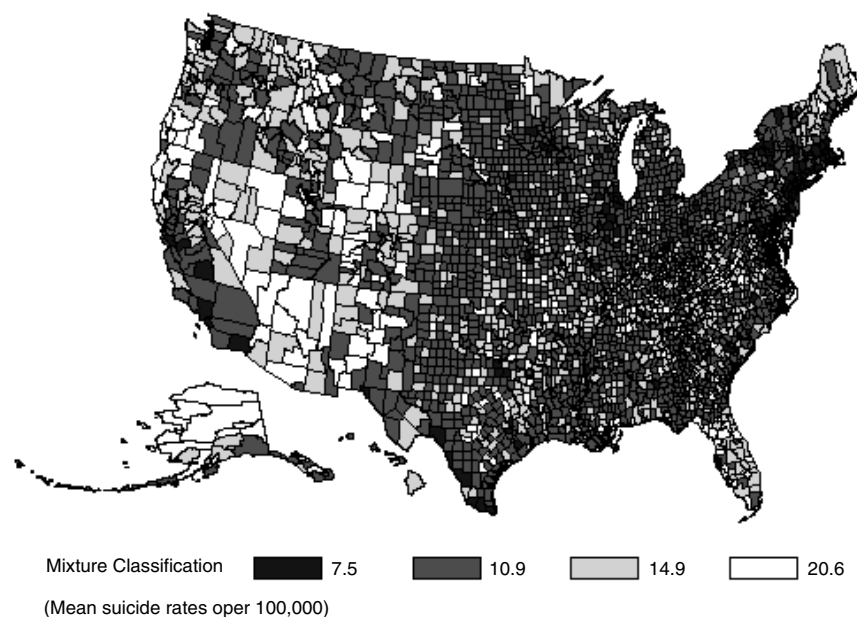 Mixture Classification 7.5 10.9 14.9 20.6
(Mean suicide rates oper 100,000)